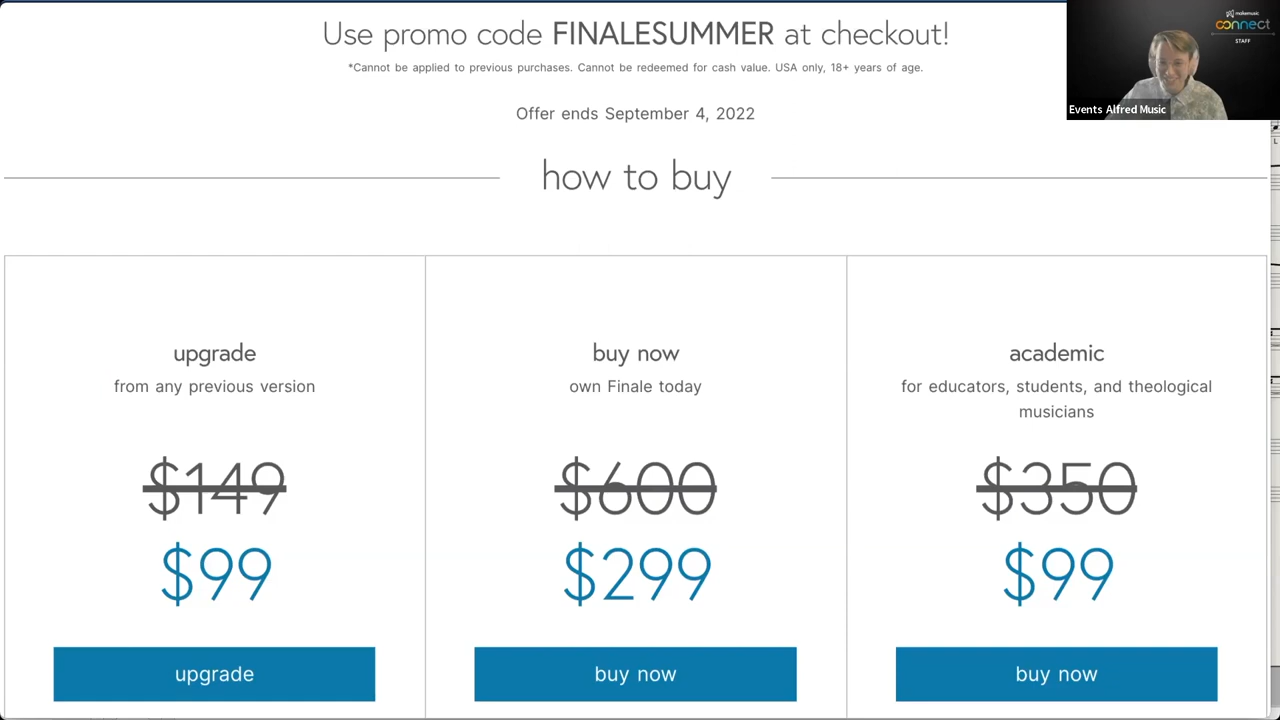 Use promo code FINALESUMMER at checkout!
*Cannot be applied to previous purchases. Cannot be redeemed for cash value. USA only, 18+ years of age.
Offer ends September 4, 2022
makemusic
connect
STAFF
Events Alfred Music
how to buy
upgrade
from any previous version
$149
$99
upgrade
buy now
own Finale today
$600
$299
buy now
academic
for educators, students, and theological
musicians
$350
$99
buy now
L